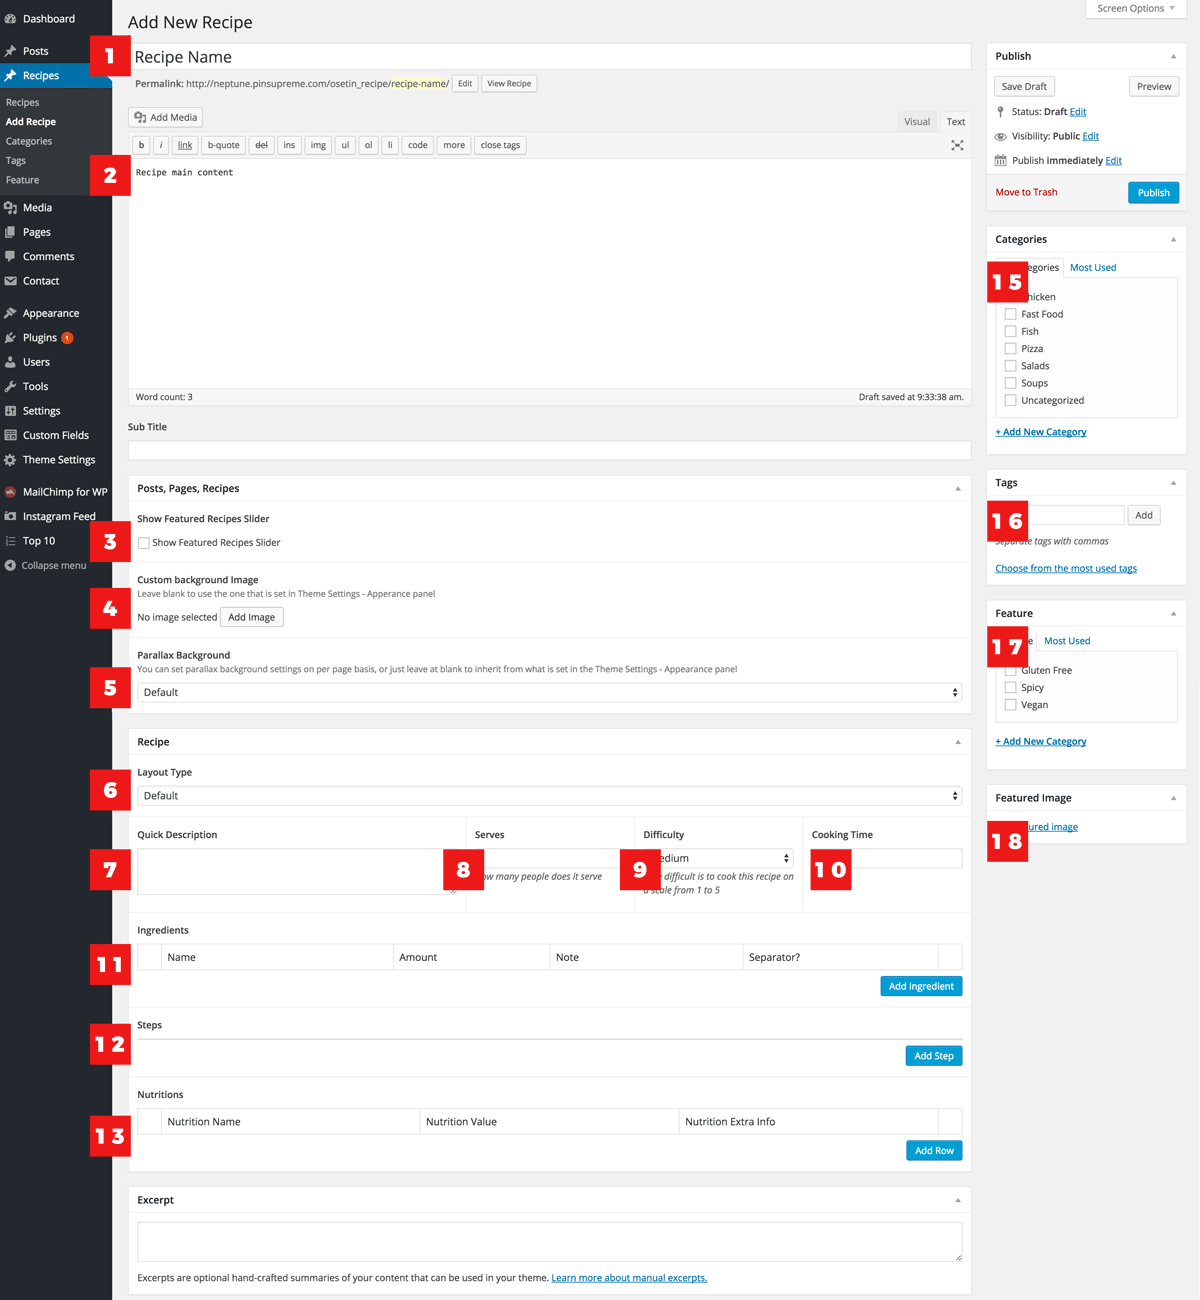 Dashboard
Posts
Recipes
Recipes
Add Recipe
Categories
Tags
Feature
Media
Pages
Comments
Contact
Appearance
Plugins 1
Users
Tools
Settings
Custom Fields
Theme Settings
MailChimp for WP
Instagram Feed
Top 10
Collapse menu
Screen Options
Add New Recipe
1
Recipe Name
Permalink: http://neptune.pinsupreme.com/osetin_recipe/recipe-name/ Edit View Recipe
Add Media
Visual Text
b i link b-quote del ins img ul ol li code more close tags
2
Recipe main content
Word count: 3 Draft saved at 9:33:38 am.
Sub Title
Posts, Pages, Recipes
Show Featured Recipes Slider
3
Show Featured Recipes Slider
Custom background Image
Leave blank to use the one that is set in Theme Settings - Apperance panel
4
No image selected Add Image
Parallax Background
You can set parallax background settings on per page basis, or just leave at blank to inherit from what is set in the Theme Settings - Appearance panel
5
Default
Recipe
Layout Type
6
Default
Quick Description Serves Difficulty Cooking Time
7 8 9 10
edium
ow many people does it serve
difficult is to cook this recipe on
a scale from 1 to 5
Ingredients
11
Name Amount Note Separator?
Add Ingredient
Steps
12
Add Step
Nutritions
13
Nutrition Name Nutrition Value Nutrition Extra Info
Add Row
Excerpt
Excerpts are optional hand-crafted summaries of your content that can be used in your theme. Learn more about manual excerpts.
Publish
Save Draft Preview
Status: Draft Edit
Visibility: Public Edit
Publish immediately Edit
Move to Trash Publish
Categories
15
egories Most Used
hicken
Fast Food
Fish
Pizza
Salads
Soups
Uncategorized
+ Add New Category
Tags
16
Add
Separate tags with commas
Choose from the most used tags
Feature
17
e Most Used
Gluten Free
Spicy
Vegan
+ Add New Category
Featured Image
18
ured image